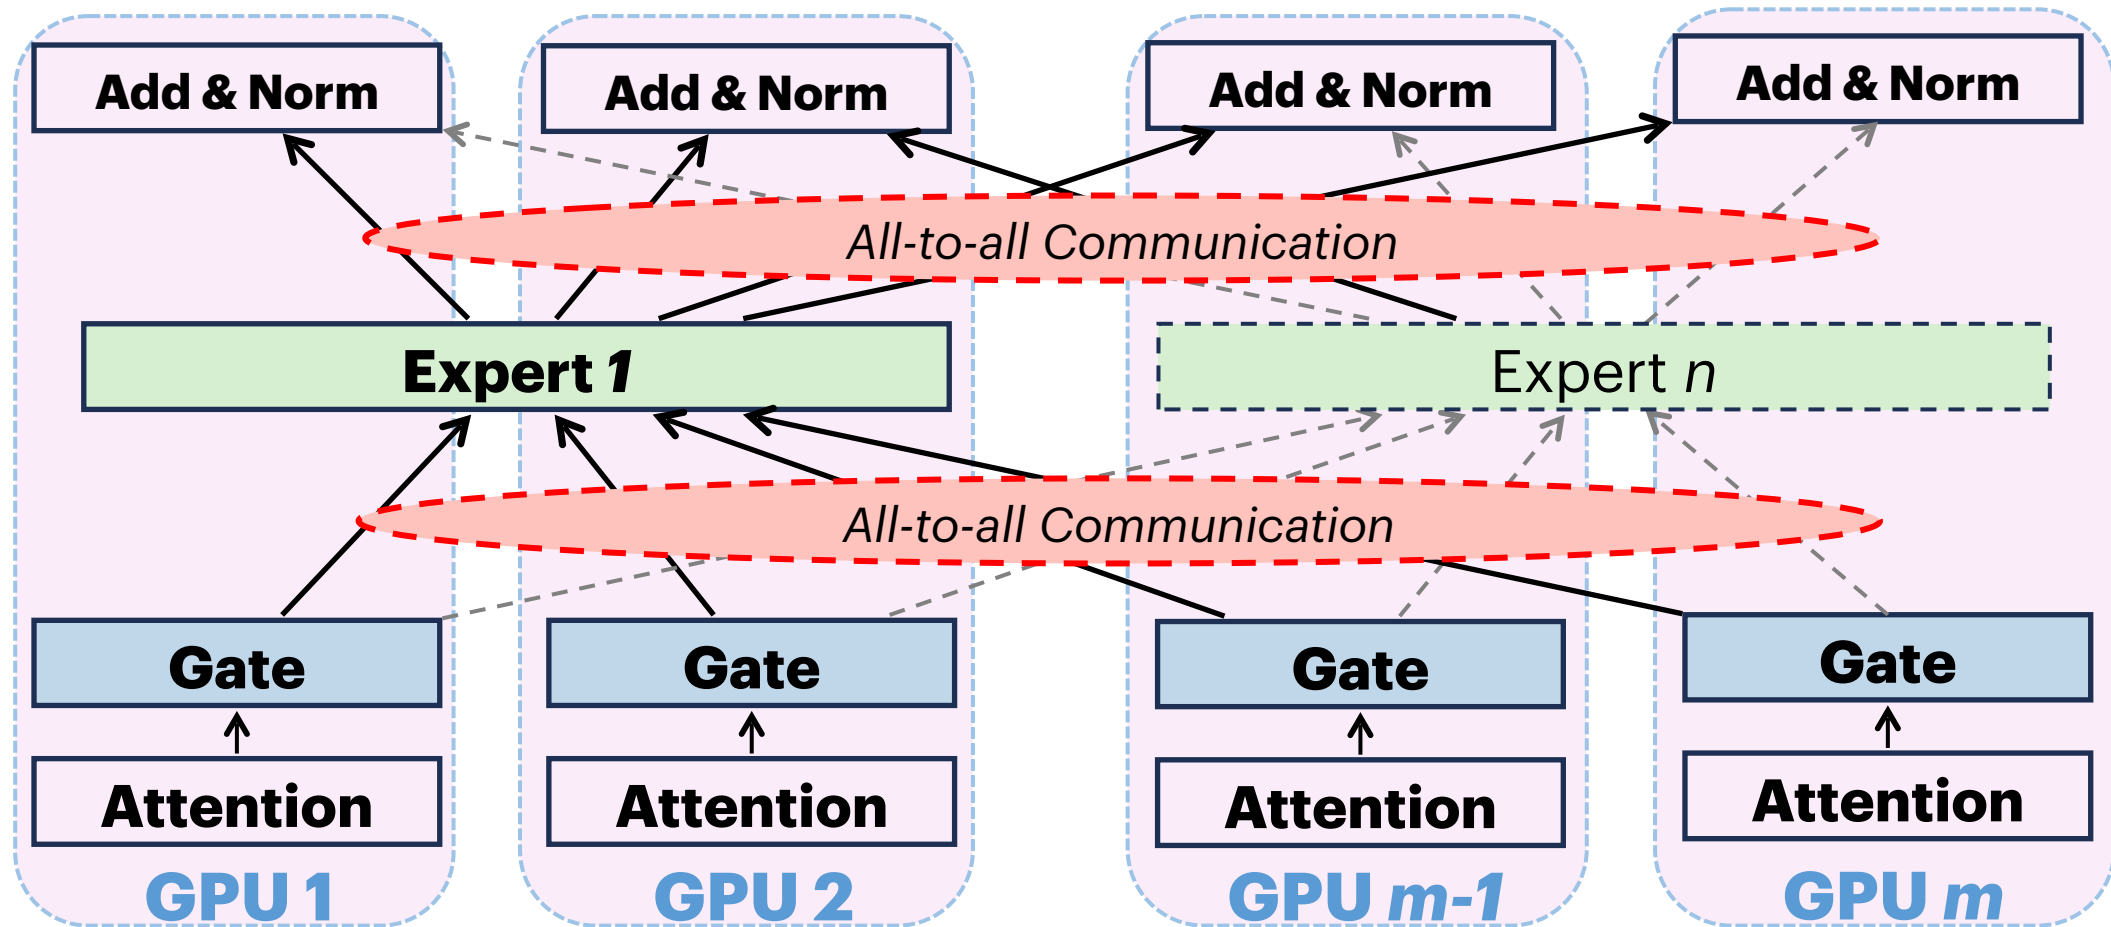 Add & Norm
Add & Norm
Add & Norm
Add & Norm
All-to-all Communication
Expert 1
Expert n
All-to-all Communication
Gate
Gate
Gate
Gate
Attention
Attention
Attention
Attention
GPU 1
GPU 2
GPU m-1
GPU m